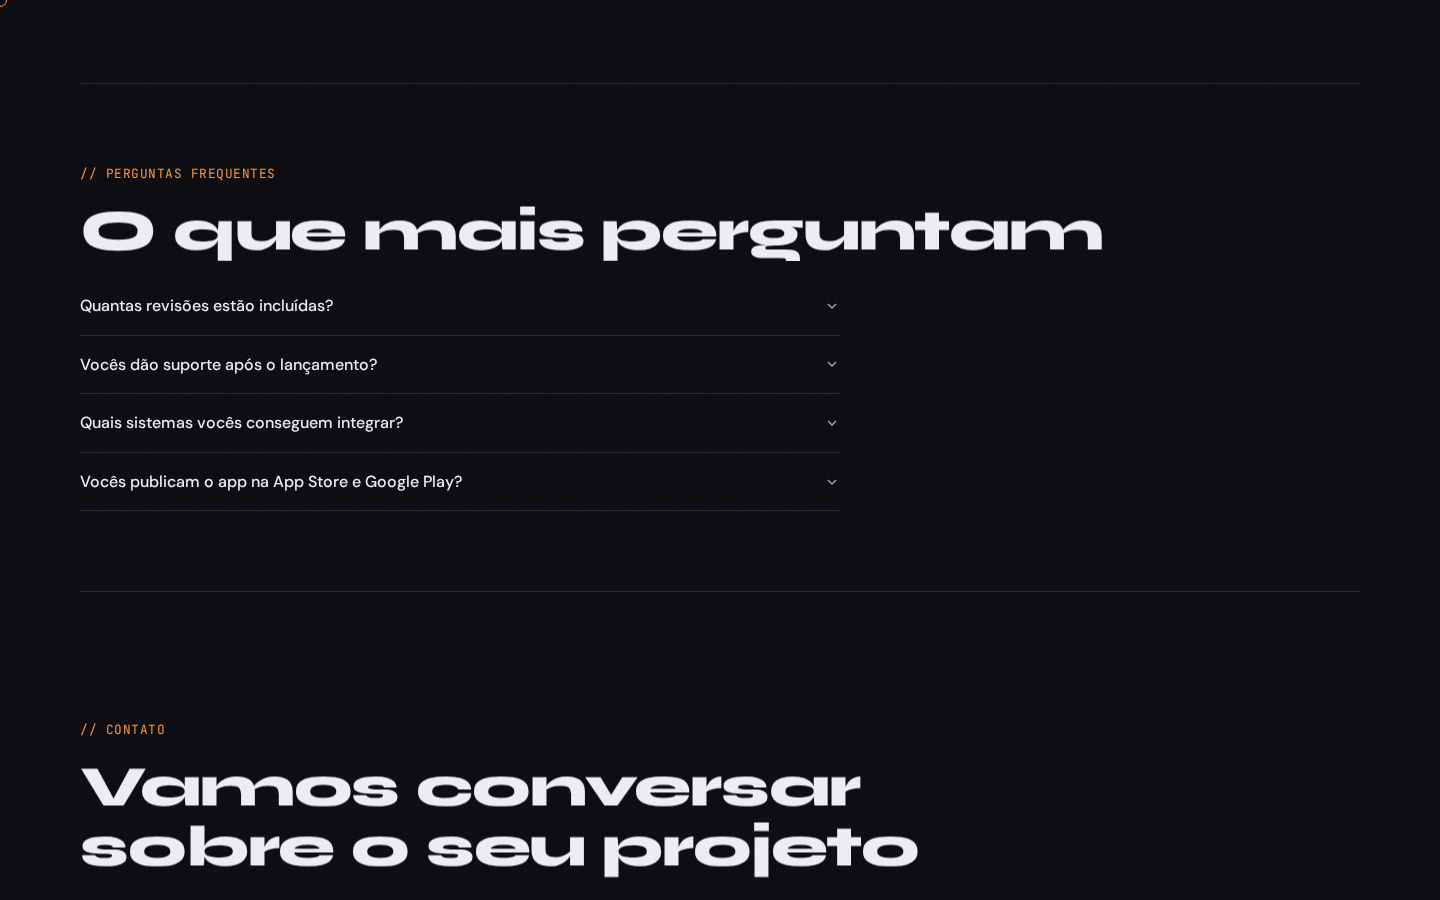 // PERGUNTAS FREQUENTES
O que mais perguntam
Quantas revisões estão incluídas?
Vocês dão suporte após o lançamento?
Quais sistemas vocês conseguem integrar?
Vocês publicam o app na App Store e Google Play?
// CONTATO
Vamos conversar
sobre o seu projeto